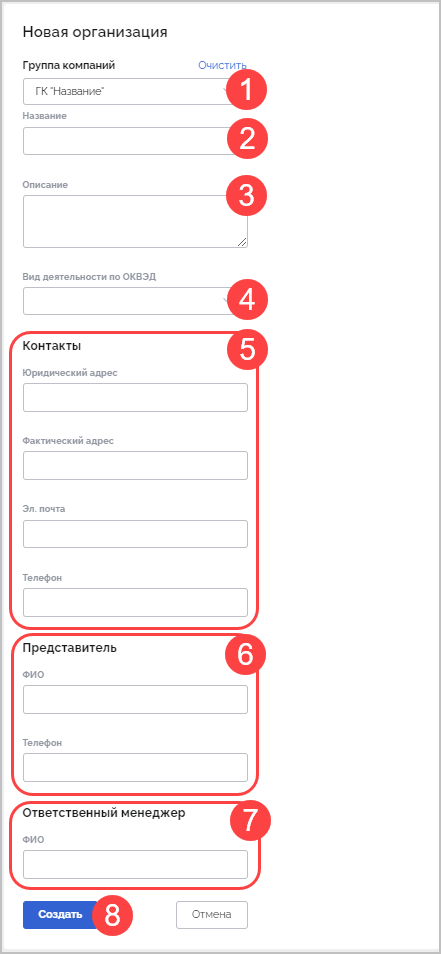 Новая организация
Группа компаний Очистить
1
ГК "Название"
Название
2
Описание
3
Вид деятельности по ОКВЭД
4
Контакты
5
Юридический адрес
Фактический адрес
Эл. почта
Телефон
Представитель
6
ФИО
Телефон
Ответственный менеджер
7
ФИО
Создать 8 Отмена